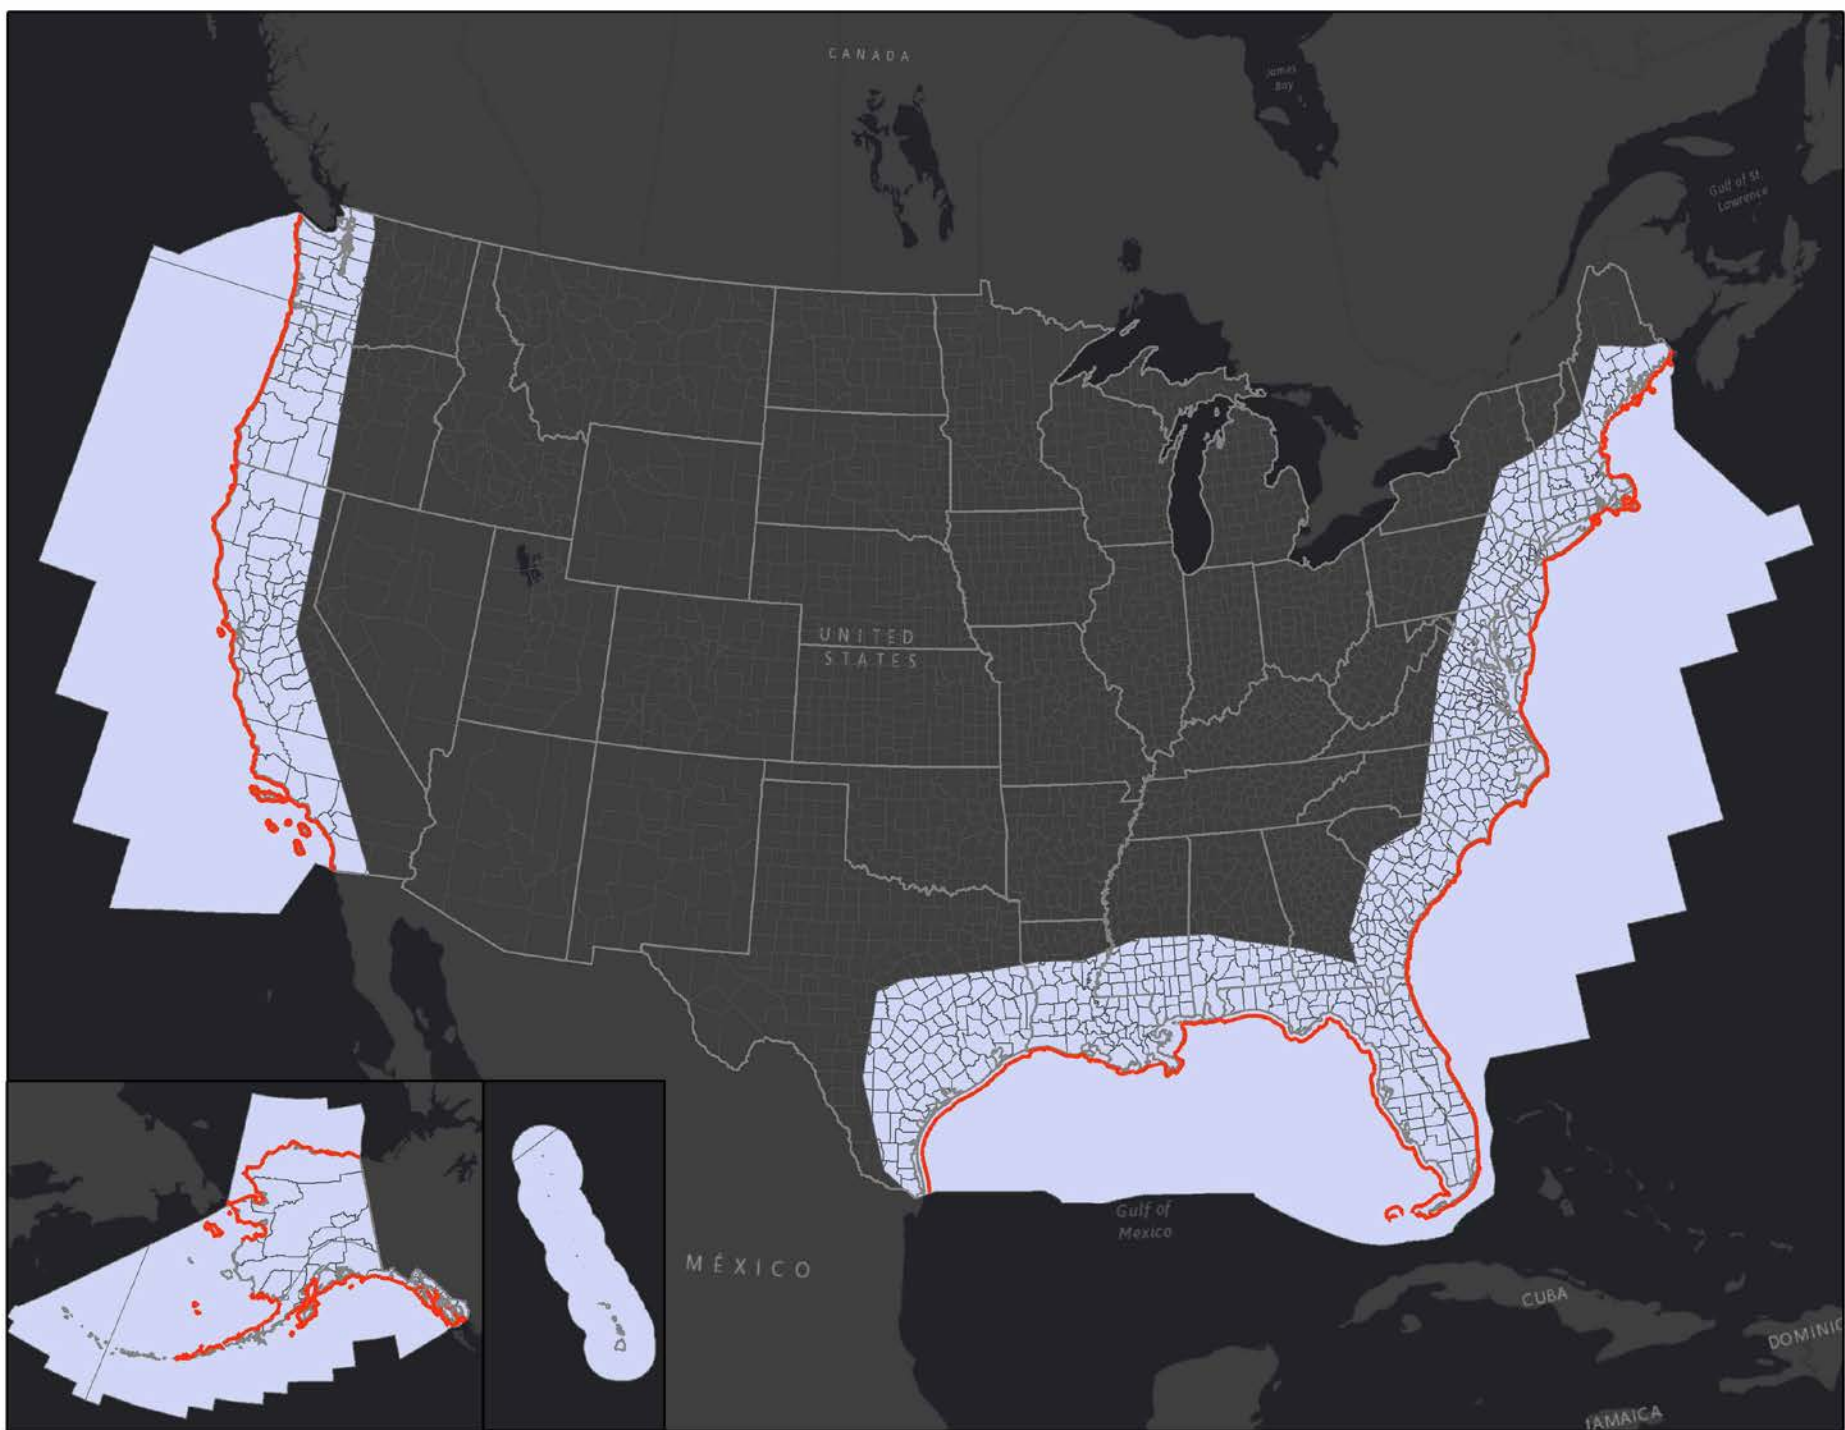 CANADA
James
Bay
Gulf of St.
Lawrence
UNITED
STATES
Gulf of
Mexico
MÉXICO
CUBA
DOMINIC
JAMAICA